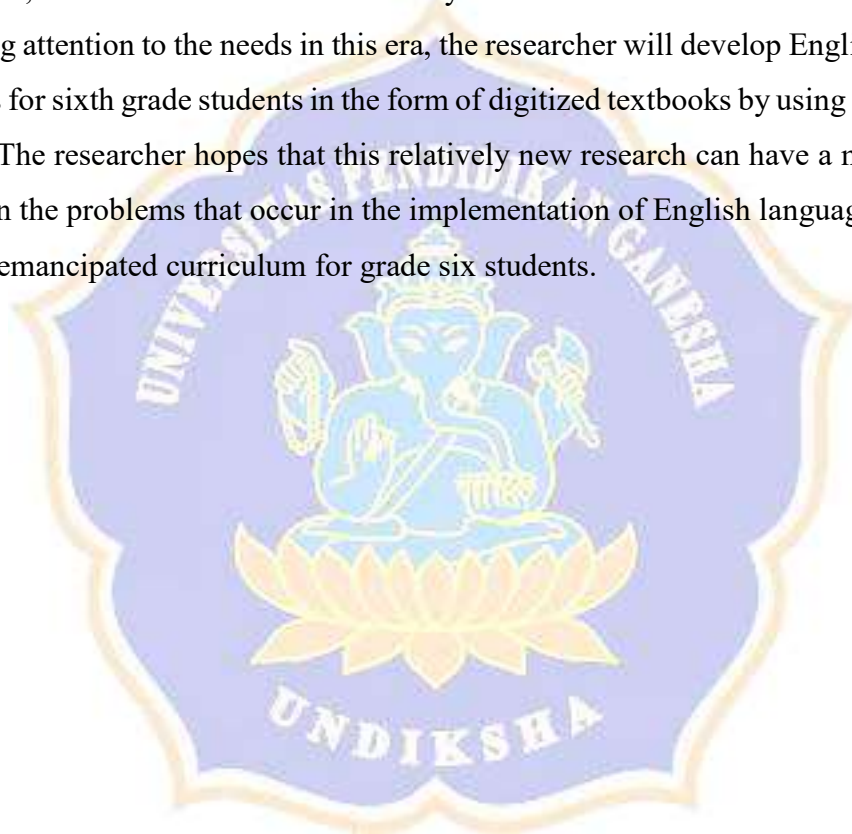 g attention to the needs in this era, the researcher will develop Engli
for sixth grade students in the form of digitized textbooks by using
The researcher hopes that this relatively new research can have a
n the problems that occur in the implementation of English languag
emancipated curriculum for grade six students.
UNIVERSITAS PENDIDIKAN GANESHA
UNDIKSHA